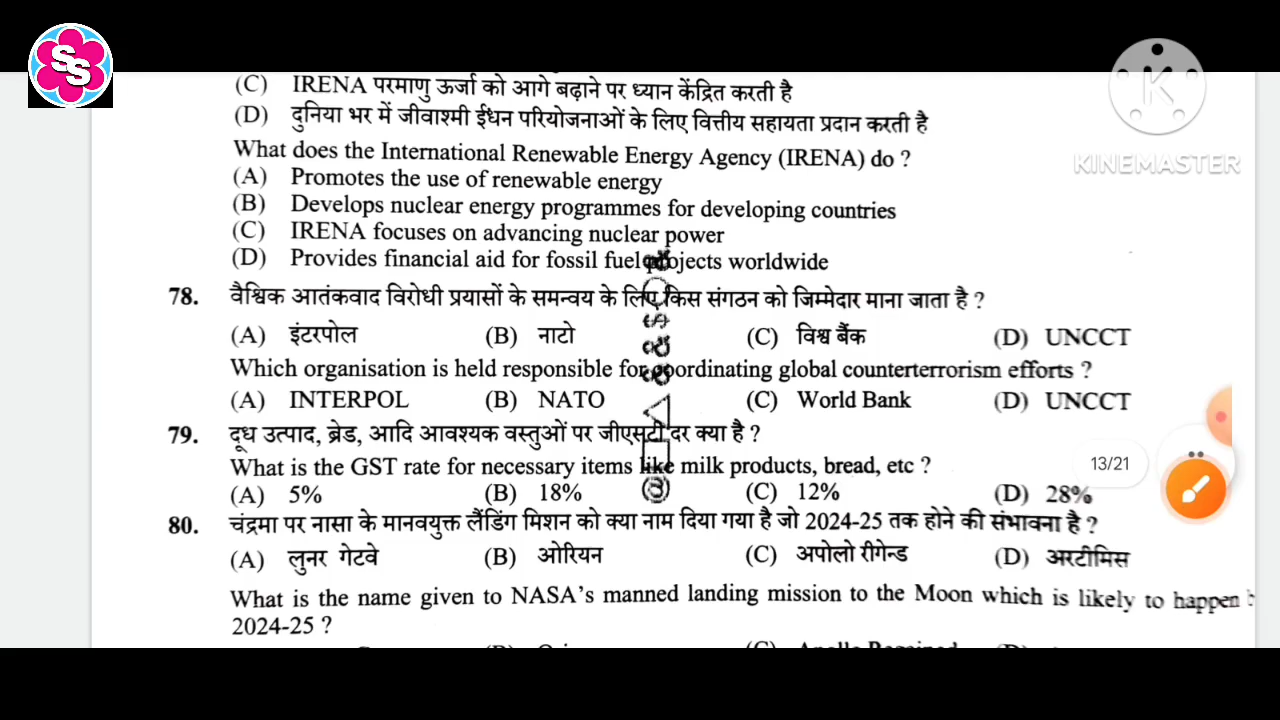 SS
K
KINEMASTER
(C) IRENA परमाणु ऊर्जा को आगे बढ़ाने पर ध्यान केंद्रित करती है
(D) दुनिया भर में जीवाश्मी ईंधन परियोजनाओं के लिए वित्तीय सहायता प्रदान करती है
What does the International Renewable Energy Agency (IRENA) do ?
(A) Promotes the use of renewable energy
(B) Develops nuclear energy programmes for developing countries
(C) IRENA focuses on advancing nuclear power
(D) Provides financial aid for fossil fuel projects worldwide
78. वैश्विक आतंकवाद विरोधी प्रयासों के समन्वय के लिए किस संगठन को जिम्मेदार माना जाता है ?
(A) इंटरपोल (B) नाटो (C) विश्व बैंक (D) UNCCT
Which organisation is held responsible for coordinating global counterterrorism efforts ?
(A) INTERPOL (B) NATO (C) World Bank (D) UNCCT
79. दूध उत्पाद, ब्रेड, आदि आवश्यक वस्तुओं पर जीएसटी दर क्या है ?
What is the GST rate for necessary items like milk products, bread, etc ?
13/21
(A) 5% (B) 18% (C) 12% (D) 28%
80. चंद्रमा पर नासा के मानवयुक्त लैंडिंग मिशन को क्या नाम दिया गया है जो 2024-25 तक होने की संभावना है ?
(A) लुनर गेटवे (B) ओरियन (C) अपोलो रीगेन्ड (D) अरटीमिस
What is the name given to NASA's manned landing mission to the Moon which is likely to happen
2024-25 ?